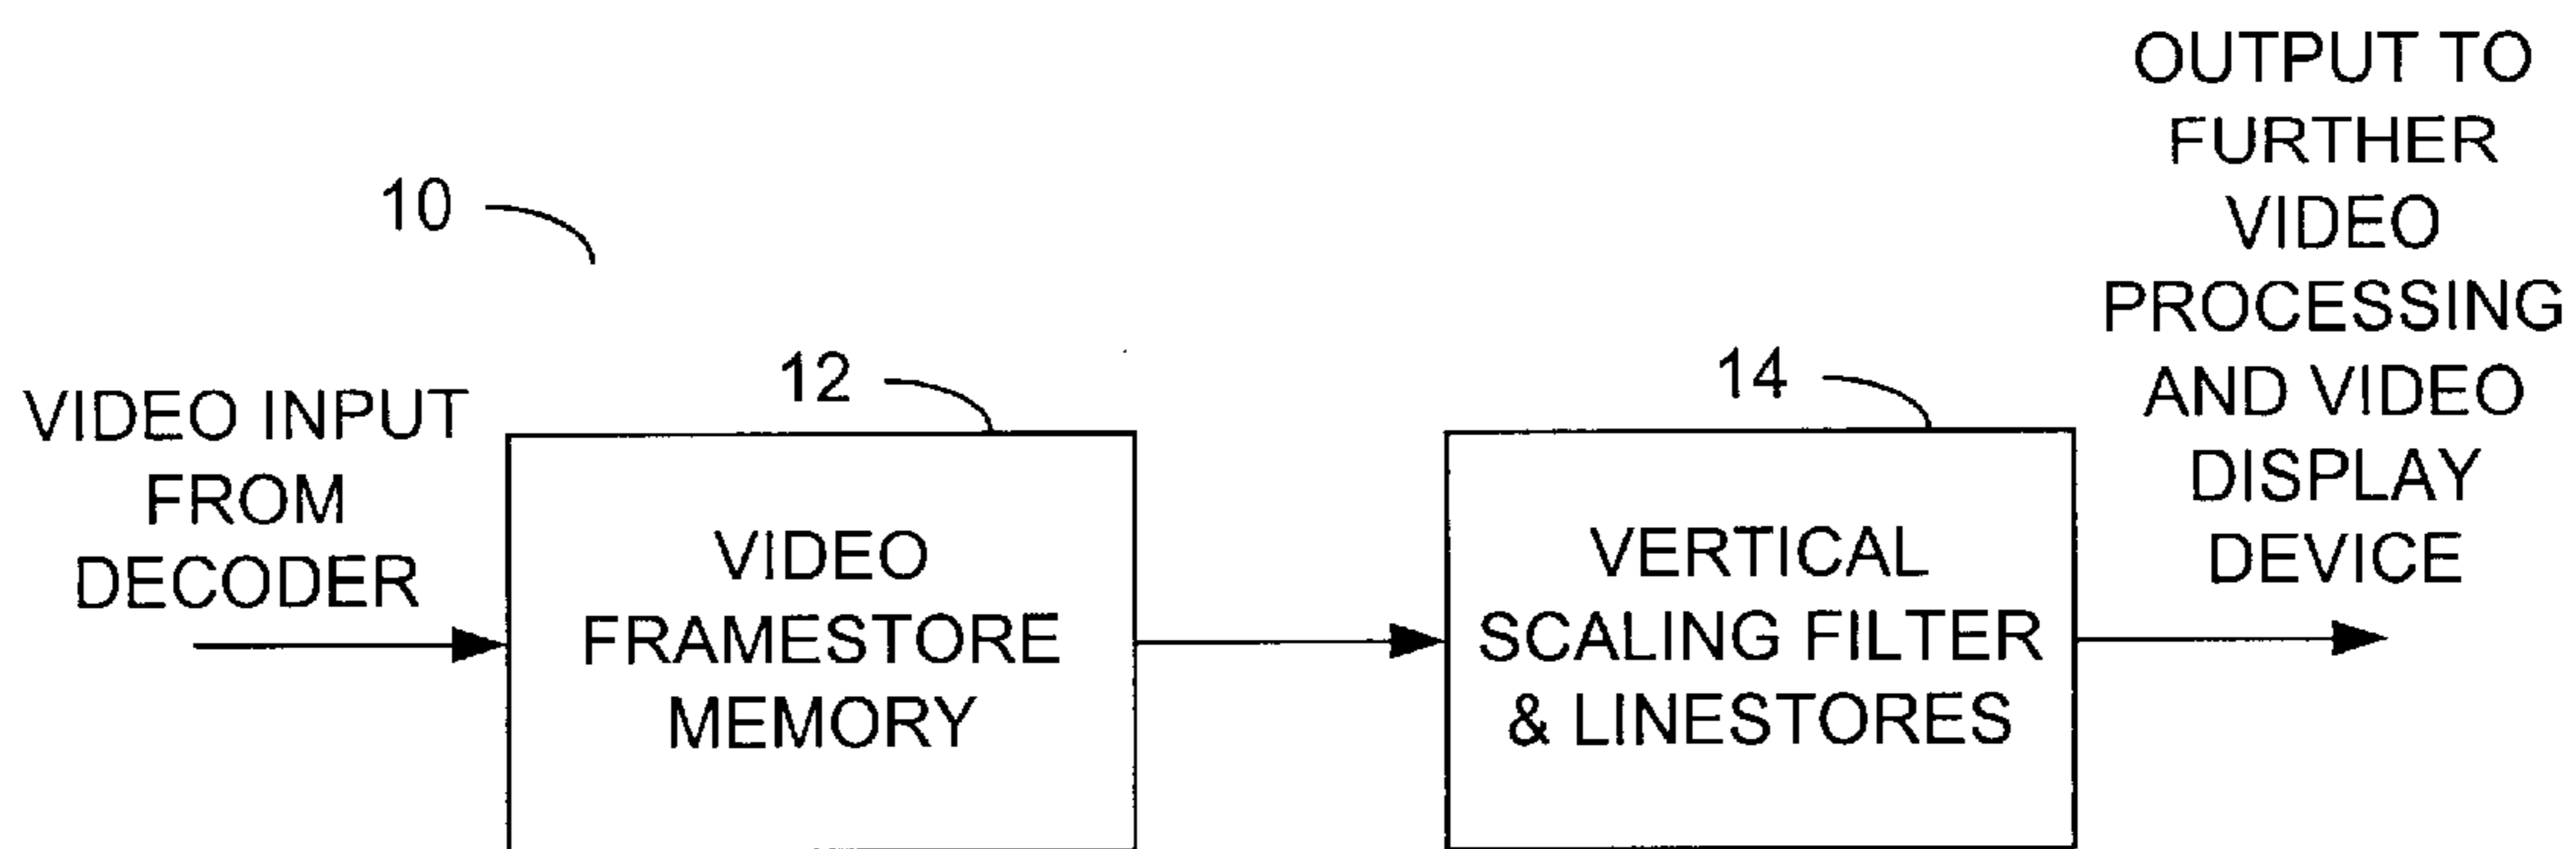 10
VIDEO INPUT
FROM
DECODER
12
VIDEO
FRAMESTORE
MEMORY
14
VERTICAL
SCALING FILTER
& LINESTORES
OUTPUT TO
FURTHER
VIDEO
PROCESSING
AND VIDEO
DISPLAY
DEVICE